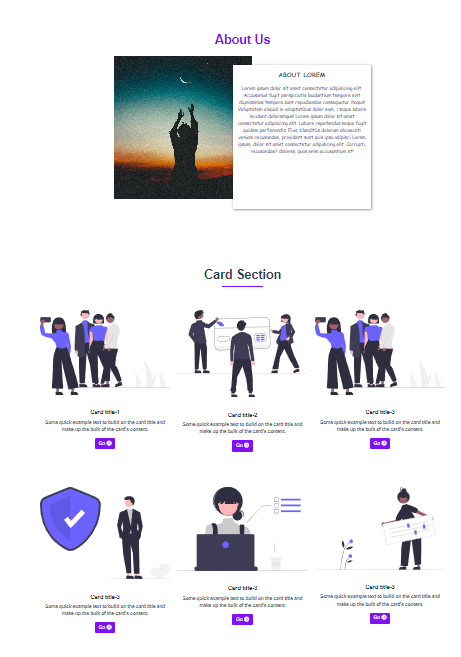 About Us
ABOUT LOREM
Lorem ipsum dolor sit amet consectetur adipisicing elit.
Accusamus fugit perspiciatis laudantium tempora sint
dignissimos tempora sunt repudiandae consequatur itaque!
Voluptatem aliquid in voluptatibus dolor eum, iusto labore
incidunt doloremque! Lorem ipsum dolor sit amet
consectetur adipisicing elit. Labore repellendus neque fugit
quidem perferendis. Eius, blanditiis dolorum obcaecati
veniam recusandae, provident sunt quis ipsa adipisci Lorem
ipsum, dolor sit amet consectetur adipisicing elit. Corrupti,
recusandae? dolores, quas enim accusantium et!
Card Section
Card title-1
Some quick example text to build on the card title and
make up the bulk of the card's content.
Go
Card title-2
Some quick example text to build on the card title and
make up the bulk of the card's content.
Go
Card title-3
Some quick example text to build on the card title and
make up the bulk of the card's content.
Go
Card title-3
Some quick example text to build on the card title and
make up the bulk of the card's content.
Go
Card title-3
Some quick example text to build on the card title and
make up the bulk of the card's content.
Go
Card title-3
Some quick example text to build on the card title and
make up the bulk of the card's content.
Go